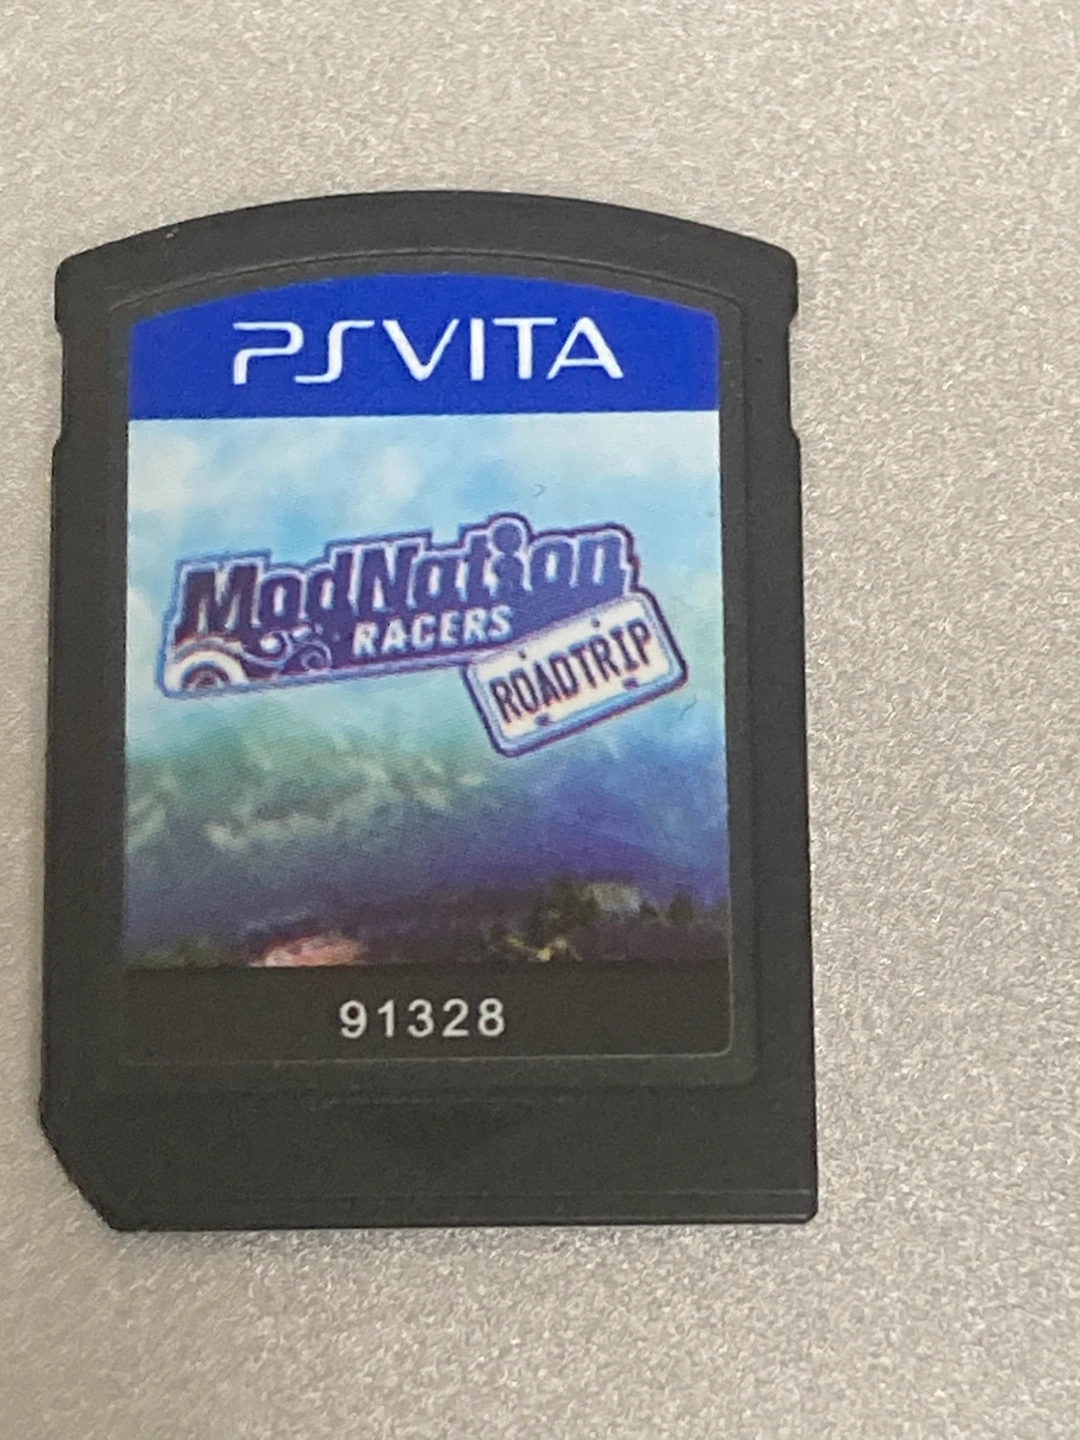 PSVITA
ModNation
RACERS
ROADTRIP
91328